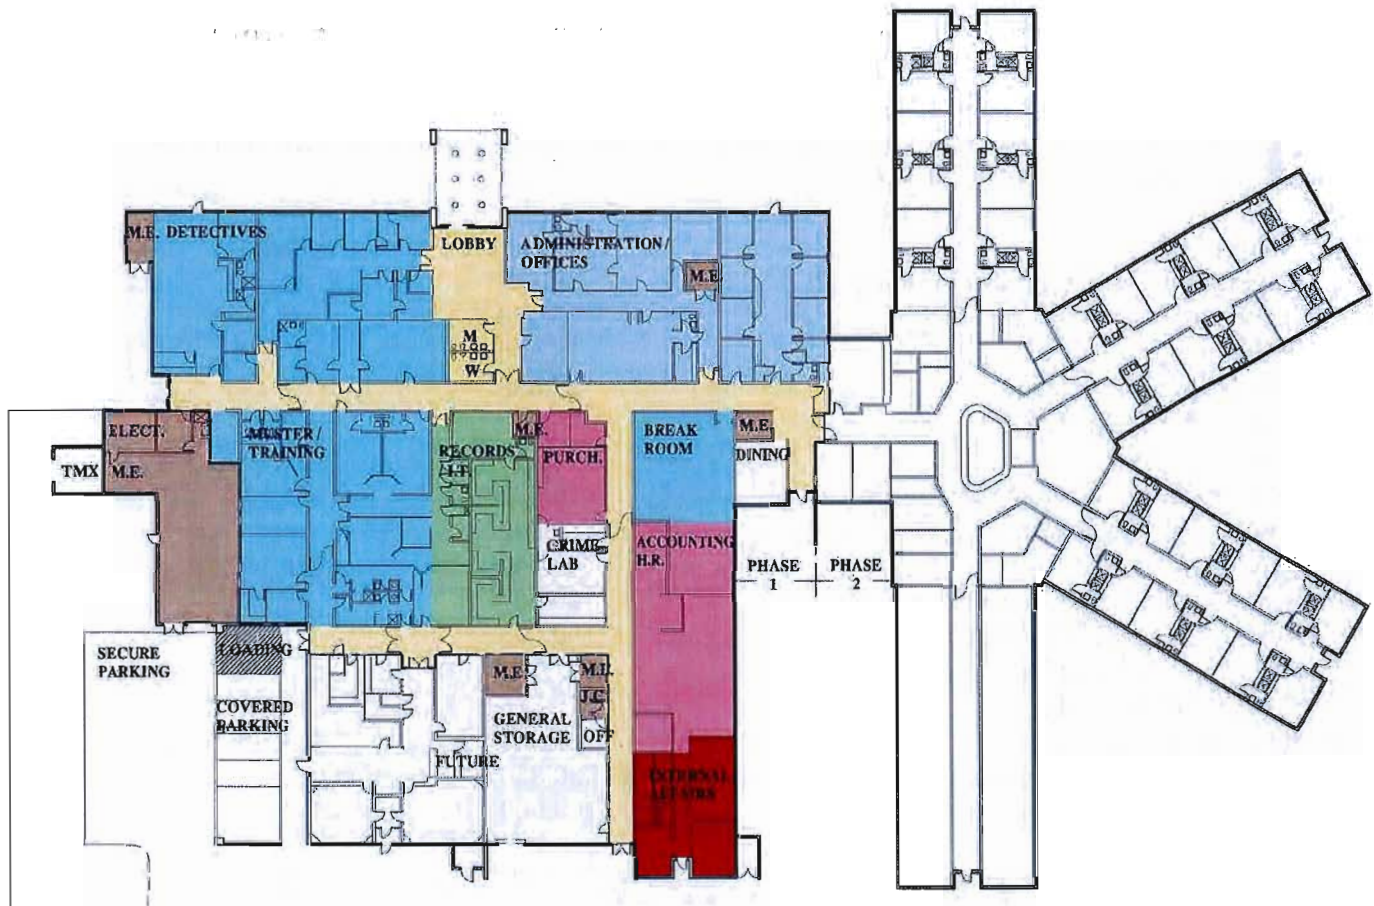 M.E. DETECTIVES
LOBBY
ADMINISTRATION/
OFFICES
M.E.
M
W
ELECT.
TMX
M.E.
MUSTER/
TRAINING
RECORDS
I.T.
M.E.
PURCH.
BREAK
ROOM
M.E.
DINING
CRIME
LAB
ACCOUNTING
H.R.
PHASE
1
PHASE
2
SECURE
PARKING
LOADING
COVERED
PARKING
M.E.
M.E.
J.C.
GENERAL
STORAGE
OFF
FUTURE
EXTERNAL
AFFAIRS